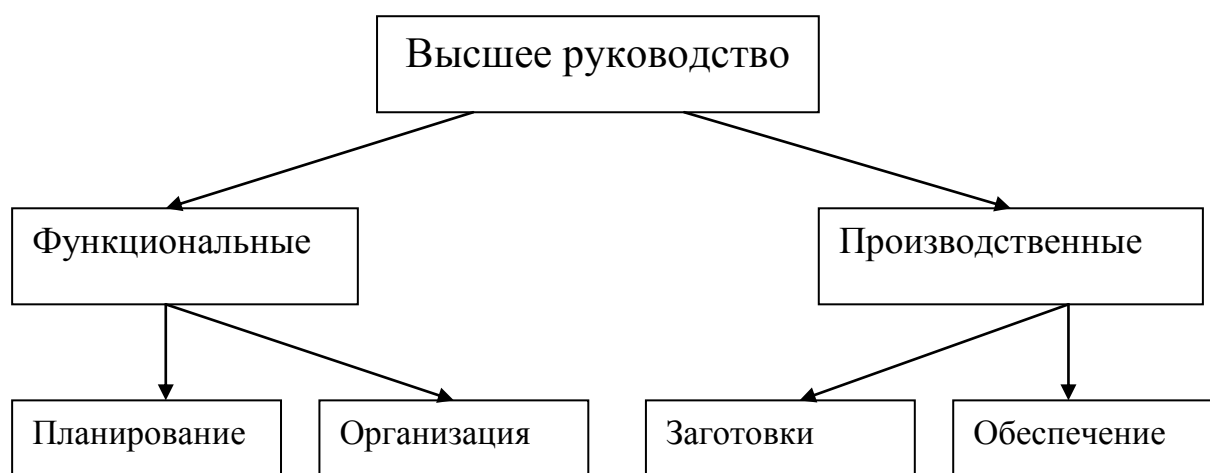 Высшее руководство
Функциональные
Производственные
Планирование
Организация
Заготовки
Обеспечение